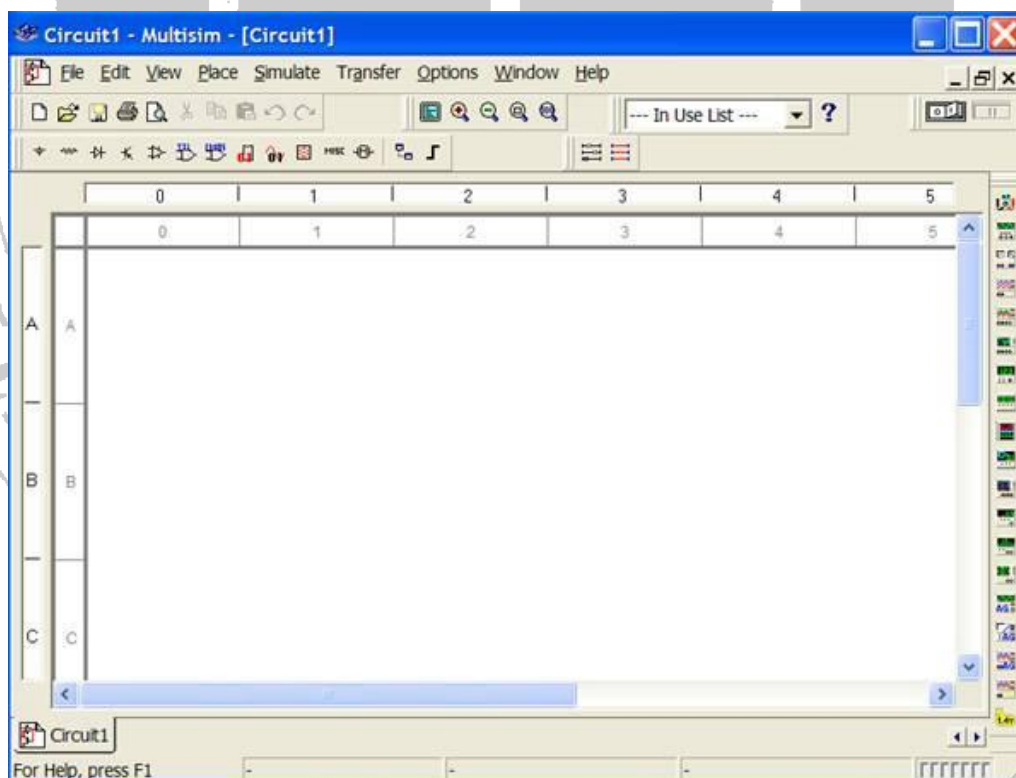 Circuit1 - Multisim - [Circuit1]
File Edit View Place Simulate Transfer Options Window Help
--- In Use List --- ?
MISC
0 1 2 3 4 5
0 1 2 3 4 5
A A
B B
C C
Circuit1
For Help, press F1 - - -